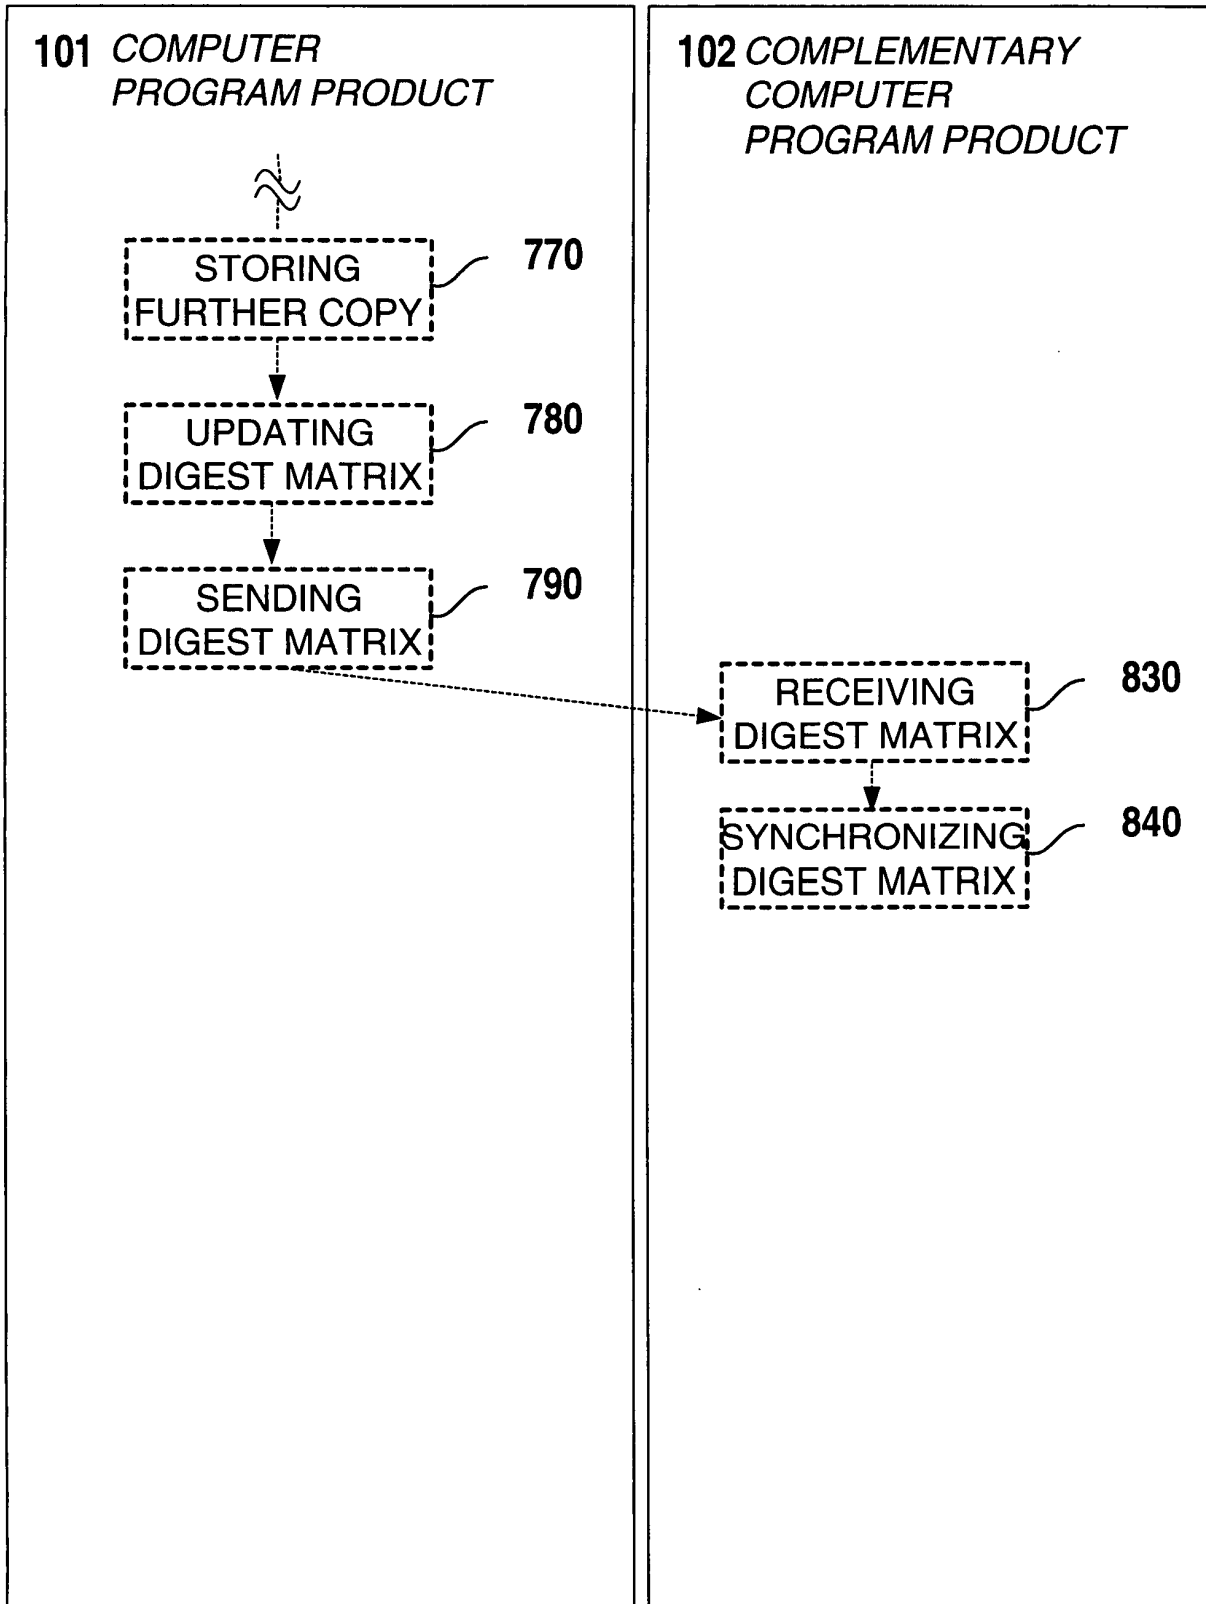 101 COMPUTER
PROGRAM PRODUCT
770
STORING
FURTHER COPY
780
UPDATING
DIGEST MATRIX
790
SENDING
DIGEST MATRIX
102 COMPLEMENTARY
COMPUTER
PROGRAM PRODUCT
830
RECEIVING
DIGEST MATRIX
840
SYNCHRONIZING
DIGEST MATRIX